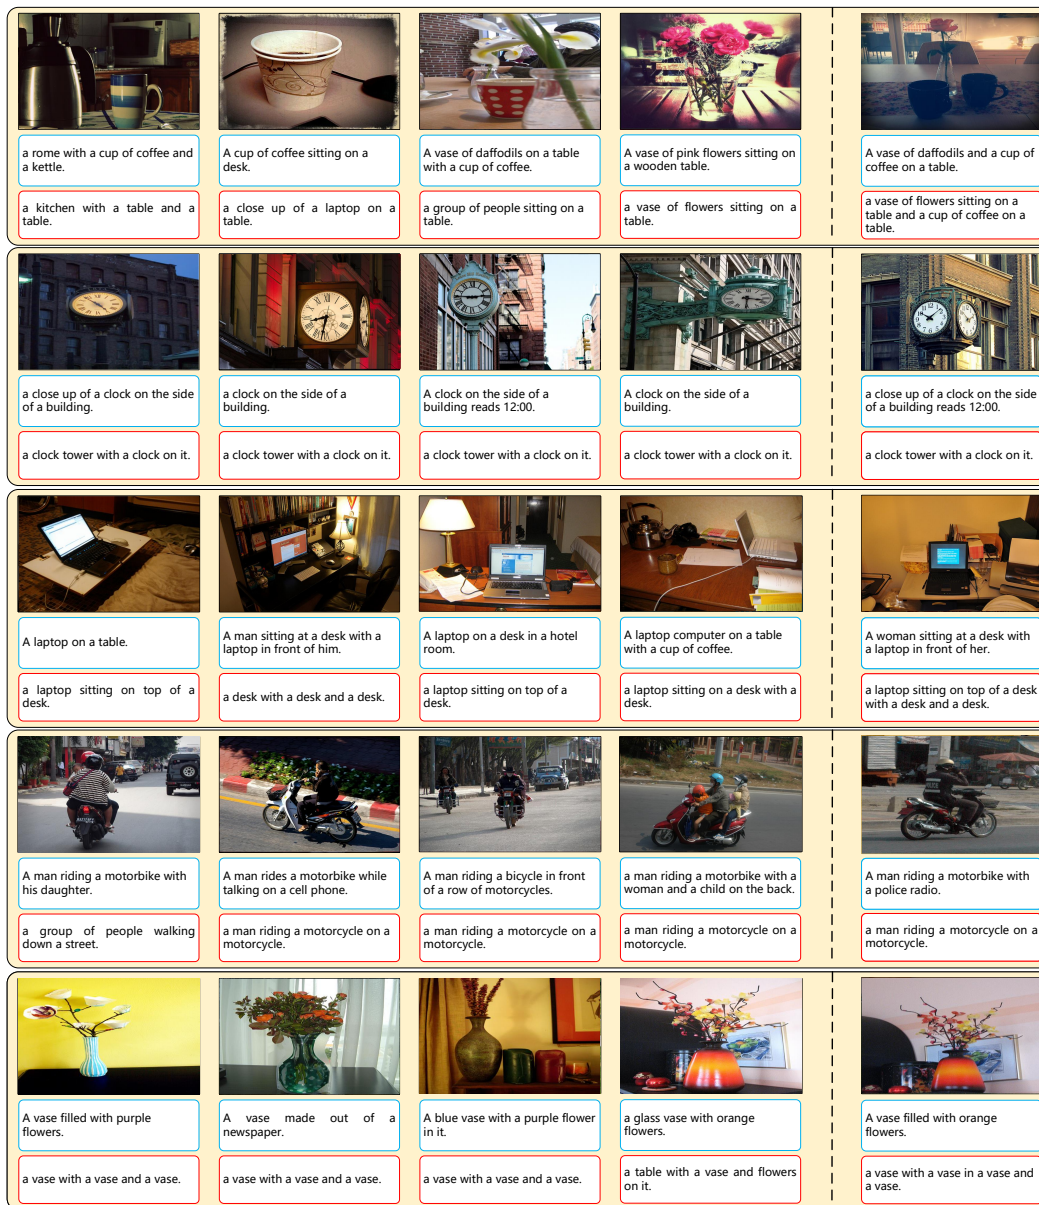 a rome with a cup of coffee and
a kettle.
A cup of coffee sitting on a
desk.
A vase of daffodils on a table
with a cup of coffee.
A vase of pink flowers sitting on
a wooden table.
A vase of daffodils and a cup of
coffee on a table.
a kitchen with a table and a
table.
a close up of a laptop on a
table.
a group of people sitting on a
table.
a vase of flowers sitting on a
table.
a vase of flowers sitting on a
table and a cup of coffee on a
table.
a close up of a clock on the side
of a building.
a clock on the side of a
building.
A clock on the side of a
building reads 12:00.
A clock on the side of a
building.
a close up of a clock on the side
of a building reads 12:00.
a clock tower with a clock on it.
a clock tower with a clock on it.
a clock tower with a clock on it.
a clock tower with a clock on it.
a clock tower with a clock on it.
A laptop on a table.
A man sitting at a desk with a
laptop in front of him.
A laptop on a desk in a hotel
room.
A laptop computer on a table
with a cup of coffee.
A woman sitting at a desk with
a laptop in front of her.
a laptop sitting on top of a
desk.
a desk with a desk and a desk.
a laptop sitting on top of a
desk.
a laptop sitting on a desk with a
desk.
a laptop sitting on top of a desk
with a desk and a desk.
A man riding a motorbike with
his daughter.
A man rides a motorbike while
talking on a cell phone.
A man riding a bicycle in front
of a row of motorcycles.
a man riding a motorbike with a
woman and a child on the back.
A man riding a motorbike with
a police radio.
a group of people walking
down a street.
a man riding a motorcycle on a
motorcycle.
a man riding a motorcycle on a
motorcycle.
a man riding a motorcycle on a
motorcycle.
a man riding a motorcycle on a
motorcycle.
A vase filled with purple
flowers.
A vase made out of a
newspaper.
A blue vase with a purple flower
in it.
a glass vase with orange
flowers.
A vase filled with orange
flowers.
a vase with a vase and a vase.
a vase with a vase and a vase.
a vase with a vase and a vase.
a table with a vase and flowers
on it.
a vase with a vase in a vase and
a vase.